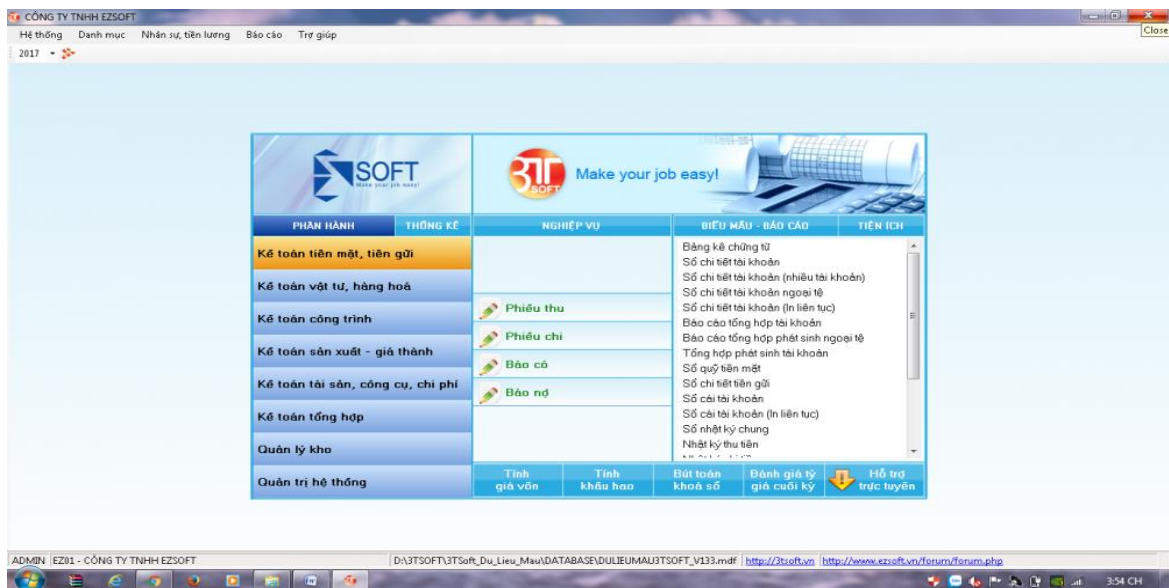 CÔNG TY TNHH EZSOFT
Close
Hệ thống Danh mục Nhân sự, tiền lương Báo cáo Trợ giúp
2017
SOFT
Make your job easy!
3T
SOFT
Make your job easy!
PHÂN HÀNH THỐNG KÊ NGHIỆP VỤ BIỂU MẪU - BÁO CÁO TIỆN ÍCH
Kế toán tiền mặt, tiền gửi
Kế toán vật tư, hàng hoá
Kế toán công trình
Kế toán sản xuất - giá thành
Kế toán tài sản, công cụ, chi phí
Kế toán tổng hợp
Quản lý kho
Quản trị hệ thống
Phiếu thu
Phiếu chi
Báo có
Báo nợ
Bảng kê chứng từ
Sổ chi tiết tài khoản
Sổ chi tiết tài khoản (nhiều tài khoản)
Sổ chi tiết tài khoản ngoại tệ
Sổ chi tiết tài khoản (In liên tục)
Báo cáo tổng hợp tài khoản
Báo cáo tổng hợp phát sinh ngoại tệ
Tổng hợp phát sinh tài khoản
Sổ quỹ tiền mặt
Sổ chi tiết tiền gửi
Sổ cái tài khoản
Sổ cái tài khoản (In liên tục)
Sổ nhật ký chung
Nhật ký thu tiền
Tính giá vốn
Tính khấu hao
Bút toán khoá sổ
Đánh giá tỷ giá cuối kỳ
Hỗ trợ trực tuyến
ADMIN EZ01 - CÔNG TY TNHH EZSOFT D:\3TSOFT\3TSoft_Du_Lieu_Mau\DATABASE\DULIEUMAU3TSOFT_V133.mdf http://3tsoft.vn http://www.ezsoft.vn/forum/forum.php
3:54 CH